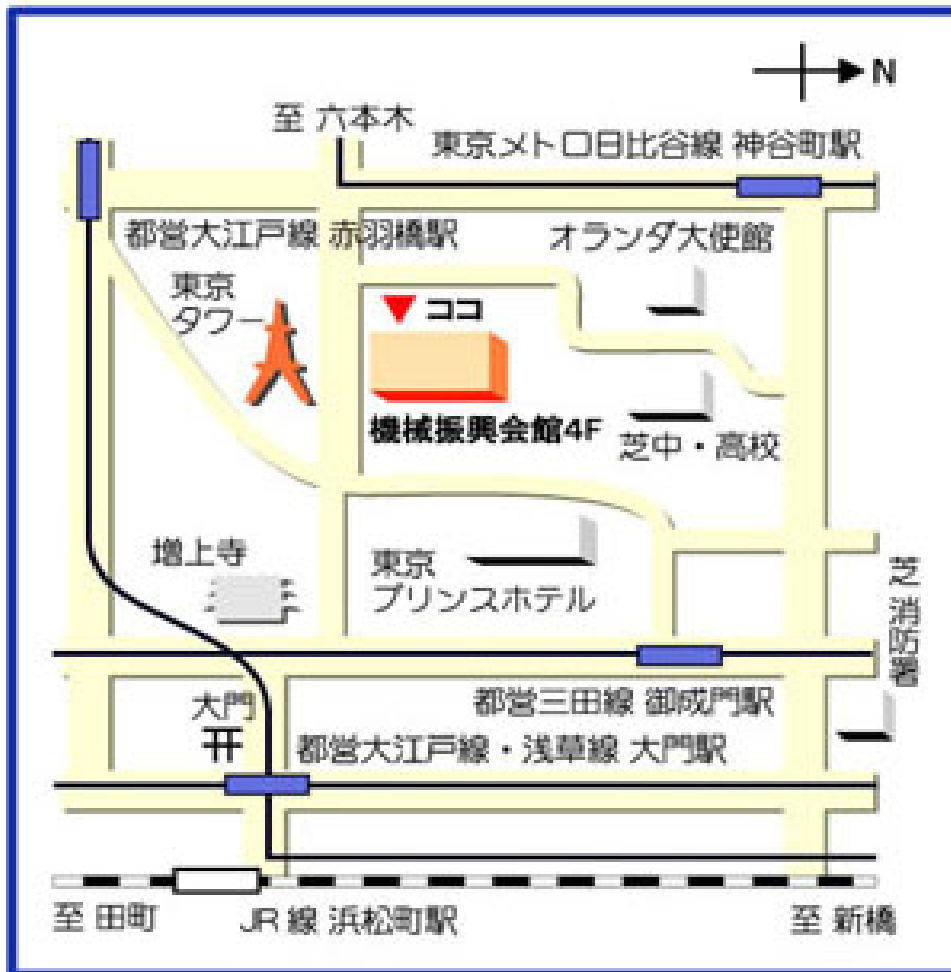 N
至 六本木
東京メトロ日比谷線 神谷町駅
都営大江戸線 赤羽橋駅
オランダ大使館
東京
タワー
ココ
機械振興会館4F
芝中・高校
増上寺
東京
プリンスホテル
芝消防署
大門
都営三田線 御成門駅
都営大江戸線・浅草線 大門駅
至 田町
JR線 浜松町駅
至 新橋